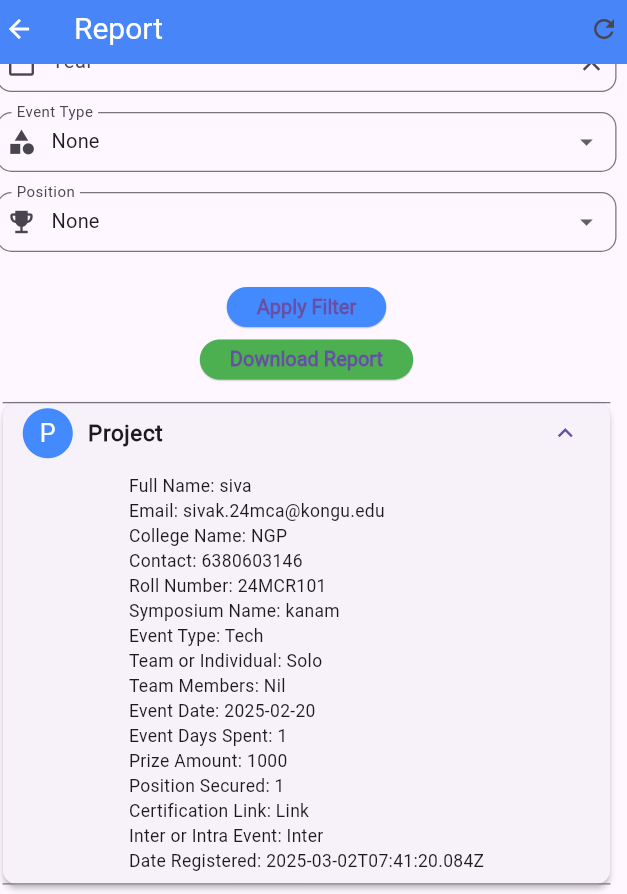 Report
Year
Event Type
None
Position
None
Apply Filter
Download Report
P
Project
Full Name: siva
Email: sivak.24mca@kongu.edu
College Name: NGP
Contact: 6380603146
Roll Number: 24MCR101
Symposium Name: kanam
Event Type: Tech
Team or Individual: Solo
Team Members: Nil
Event Date: 2025-02-20
Event Days Spent: 1
Prize Amount: 1000
Position Secured: 1
Certification Link: Link
Inter or Intra Event: Inter
Date Registered: 2025-03-02T07:41:20.084Z